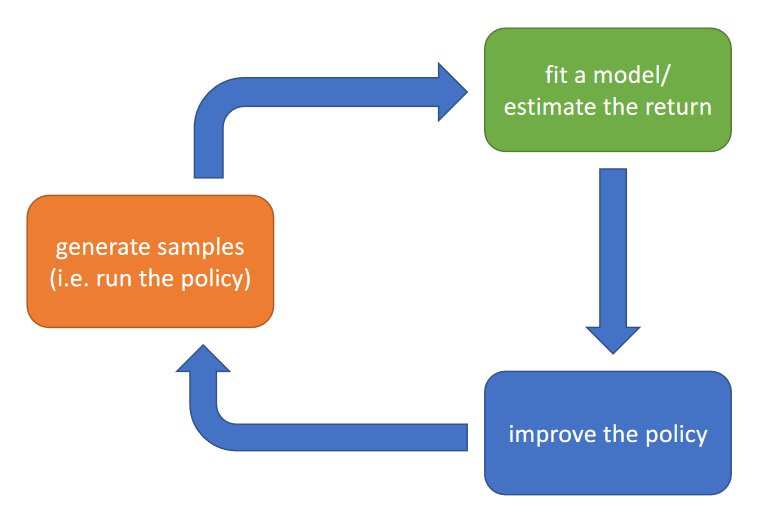 fit a model/
estimate the return
generate samples
(i.e. run the policy)
improve the policy